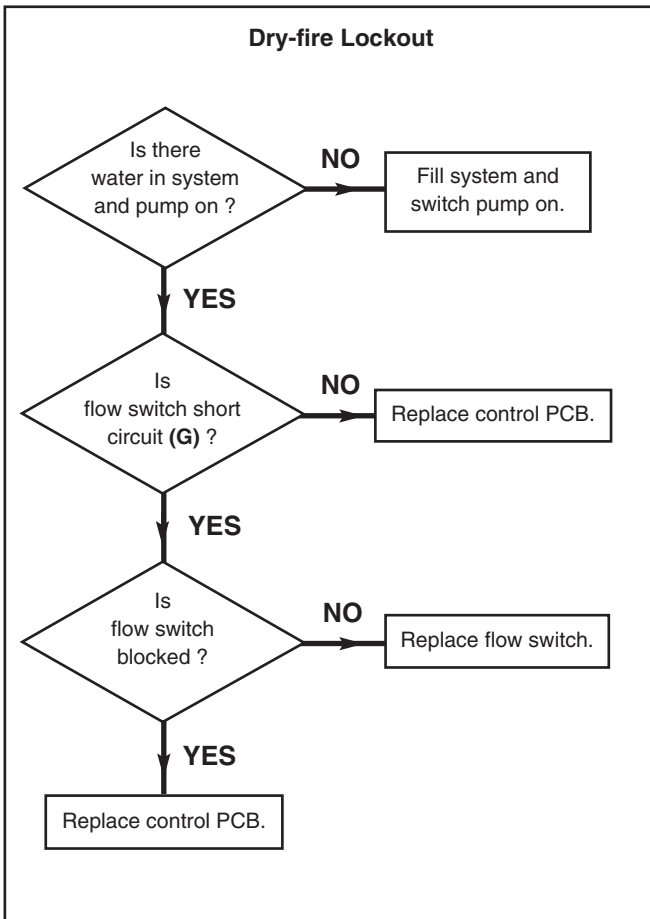 Dry-fire Lockout
Is there
water in system
and pump on ?
NO
Fill system and
switch pump on.
YES
Is
flow switch short
circuit (G) ?
NO
Replace control PCB.
YES
Is
flow switch
blocked ?
NO
Replace flow switch.
YES
Replace control PCB.